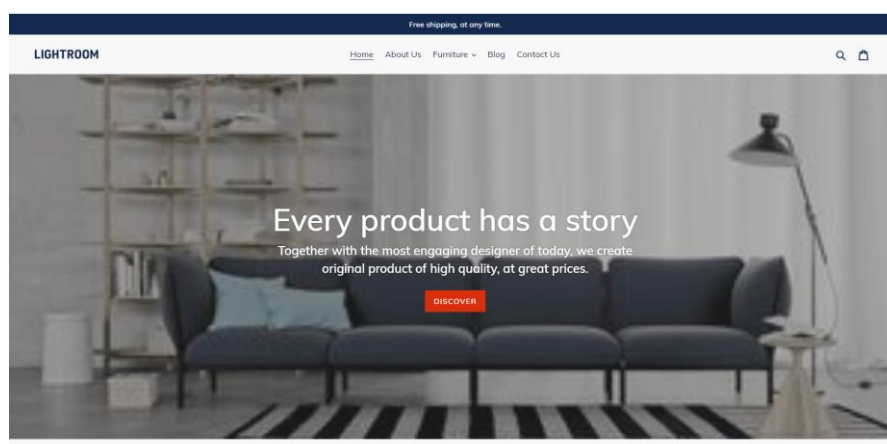 Free shipping, at any time.
LIGHTROOM
Home About Us Furniture Blog Contact Us
Every product has a story
Together with the most engaging designer of today, we create
original product of high quality, at great prices.
DISCOVER